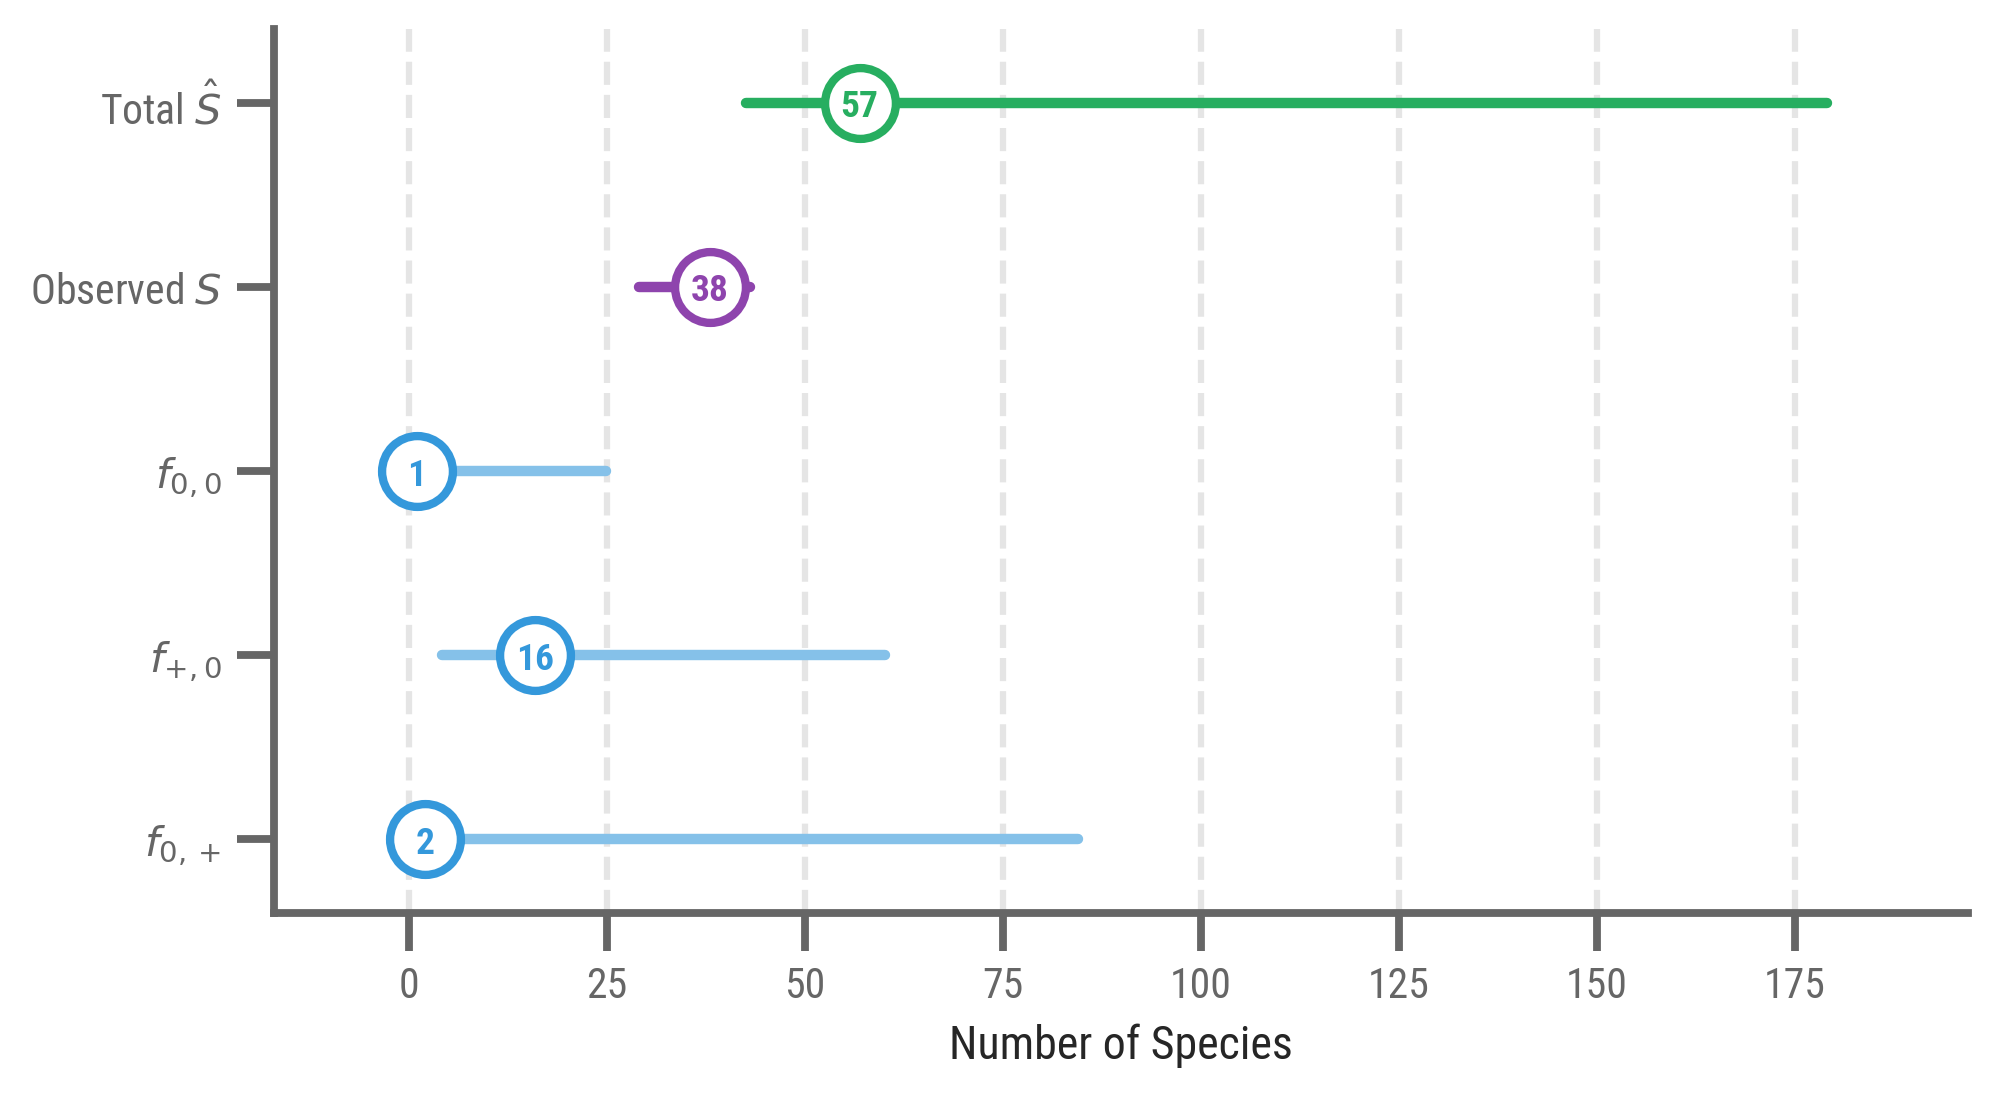 Total Ŝ
57
Observed S
38
f0,0
1
f+,0
16
f0,+
2
0 25 50 75 100 125 150 175
Number of Species